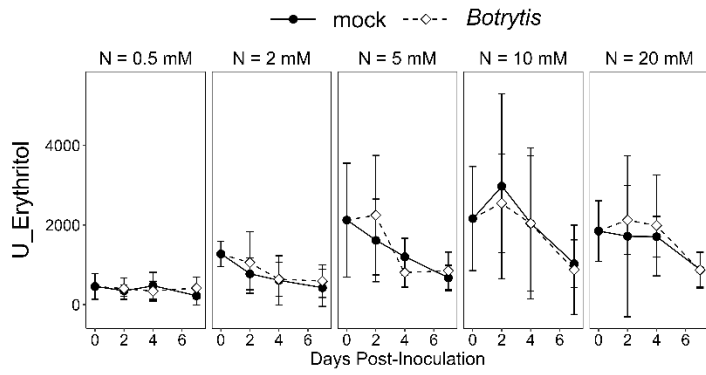 mock Botrytis
N = 0.5 mM N = 2 mM N = 5 mM N = 10 mM N = 20 mM
U_Erythritol
4000
2000
0
0 2 4 6 0 2 4 6 0 2 4 6 0 2 4 6 0 2 4 6
Days Post-Inoculation